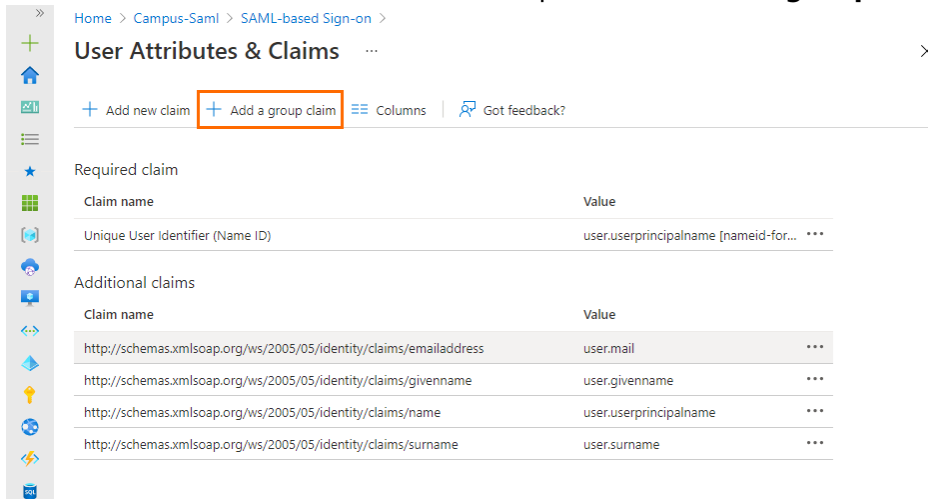 Home > Campus-Saml > SAML-based Sign-on >
User Attributes & Claims ...
+ Add new claim + Add a group claim Columns Got feedback?
Required claim
Claim name Value
Unique User Identifier (Name ID) user.userprincipalname [nameid-for... ...
Additional claims
Claim name Value
http://schemas.xmlsoap.org/ws/2005/05/identity/claims/emailaddress user.mail ...
http://schemas.xmlsoap.org/ws/2005/05/identity/claims/givenname user.givenname ...
http://schemas.xmlsoap.org/ws/2005/05/identity/claims/name user.userprincipalname ...
http://schemas.xmlsoap.org/ws/2005/05/identity/claims/surname user.surname ...
SQL